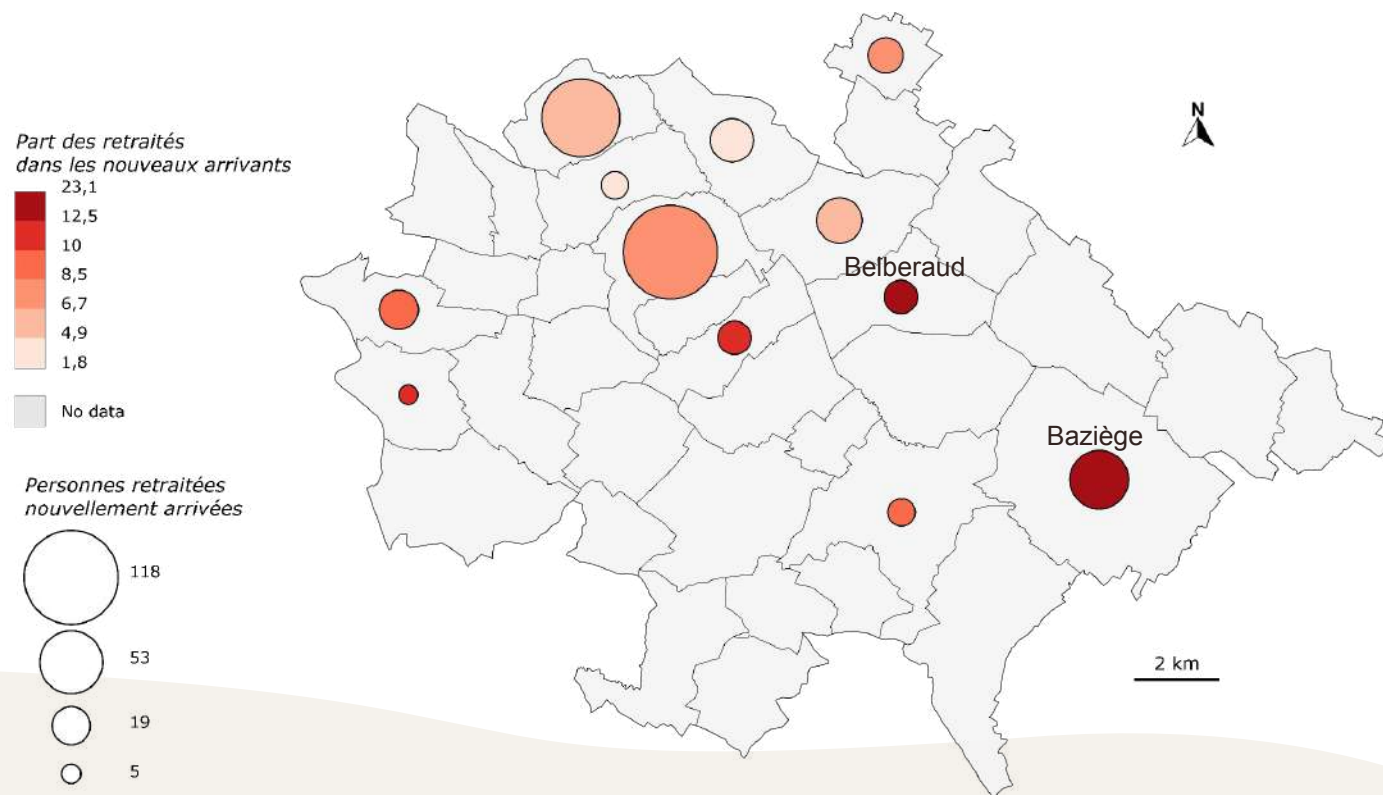 N
Part des retraités
dans les nouveaux arrivants
23,1
12,5
10
8,5
6,7
4,9
1,8
No data
Belberaud
Baziège
Personnes retraitées
nouvellement arrivées
118
53
19
5
2 km